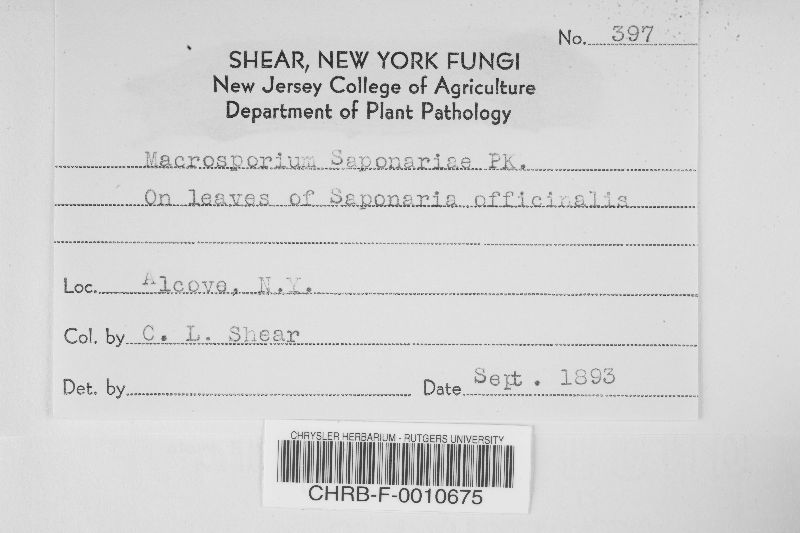 No. 397
SHEAR, NEW YORK FUNGI
New Jersey College of Agriculture
Department of Plant Pathology
Macrosporium Saponariae PK.
On leaves of Saponaria officinalis
Loc. Alcove, N.Y.
Col. by C. L. Shear
Det. by
Date Sept. 1893
CHRYSLER HERBARIUM - RUTGERS UNIVERSITY
CHRB-F-0010675